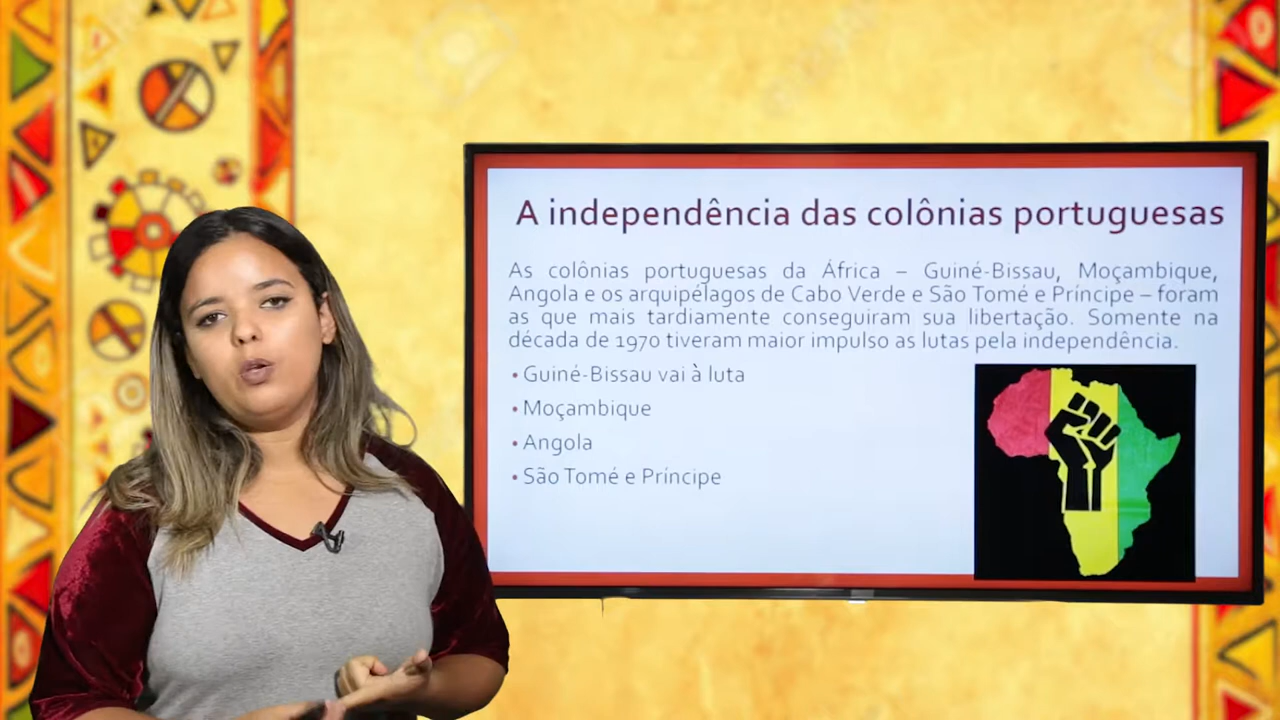 A independência das colônias portuguesas
As colônias portuguesas da África – Guiné-Bissau, Moçambique,
Angola e os arquipélagos de Cabo Verde e São Tomé e Príncipe – foram
as que mais tardiamente conseguiram sua libertação. Somente na
década de 1970 tiveram maior impulso as lutas pela independência.
• Guiné-Bissau vai à luta
• Moçambique
• Angola
• São Tomé e Príncipe